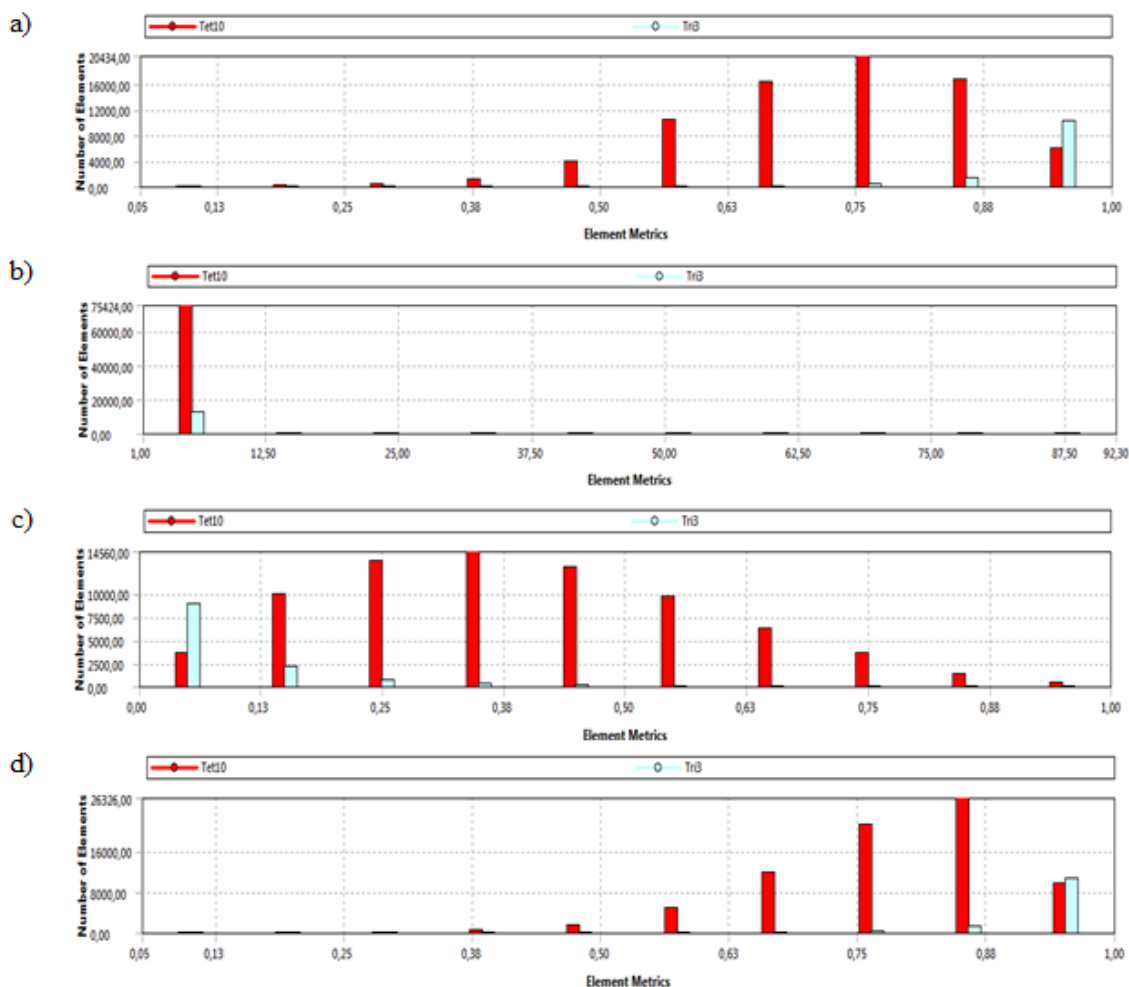 a)
Tet10 Tri3
Number of Elements
20434,00
16000,00
12000,00
8000,00
4000,00
0,00
0,05 0,13 0,25 0,38 0,50 0,63 0,75 0,88 1,00
Element Metrics
b)
Tet10 Tri3
Number of Elements
75424,00
60000,00
40000,00
20000,00
0,00
1,00 12,50 25,00 37,50 50,00 62,50 75,00 87,50 92,30
Element Metrics
c)
Tet10 Tri3
Number of Elements
14560,00
10000,00
7500,00
5000,00
2500,00
0,00
0,00 0,13 0,25 0,38 0,50 0,63 0,75 0,88 1,00
Element Metrics
d)
Tet10 Tri3
Number of Elements
26326,00
16000,00
8000,00
0,00
0,05 0,13 0,25 0,38 0,50 0,63 0,75 0,88 1,00
Element Metrics